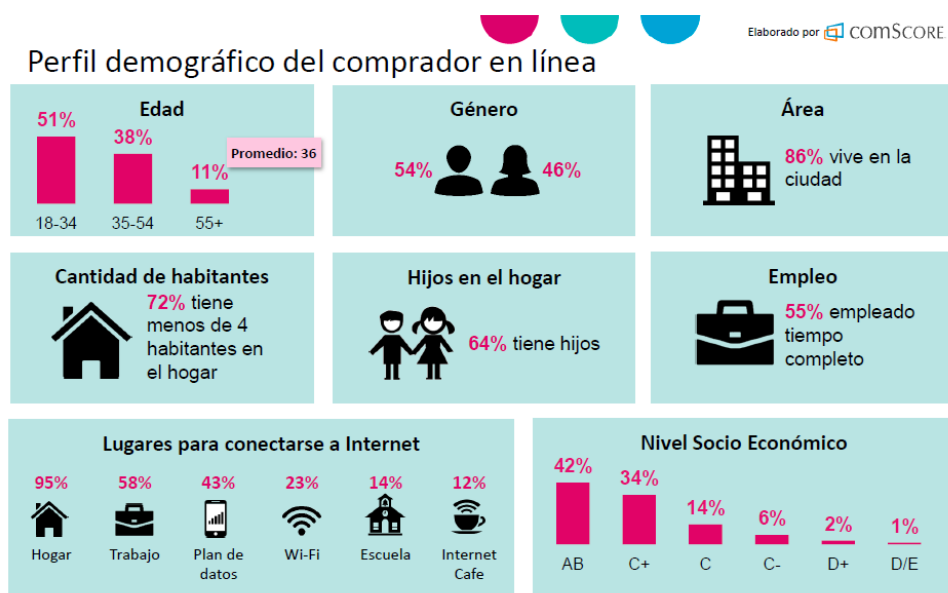 Elaborado por comSCORE
Perfil demográfico del comprador en línea
Edad
51%
38%
11%
Promedio: 36
18-34 35-54 55+
Género
54% 46%
Área
86% vive en la
ciudad
Cantidad de habitantes
72% tiene
menos de 4
habitantes en
el hogar
Hijos en el hogar
64% tiene hijos
Empleo
55% empleado
tiempo
completo
Lugares para conectarse a Internet
95% 58% 43% 23% 14% 12%
Hogar Trabajo Plan de Wi-Fi Escuela Internet
datos Cafe
Nivel Socio Económico
42%
34%
14%
6%
2%
1%
AB C+ C C- D+ D/E